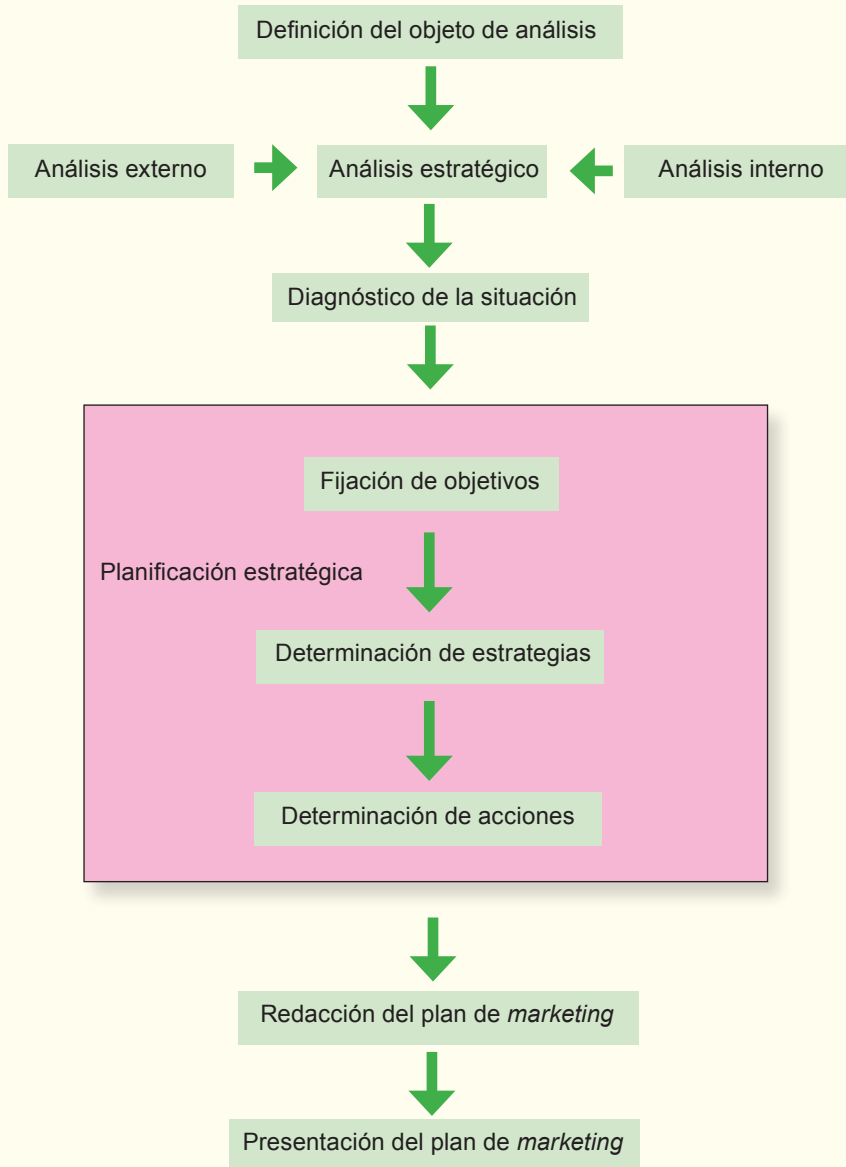 Definición del objeto de análisis
Análisis externo
Análisis estratégico
Análisis interno
Diagnóstico de la situación
Fijación de objetivos
Planificación estratégica
Determinación de estrategias
Determinación de acciones
Redacción del plan de marketing
Presentación del plan de marketing